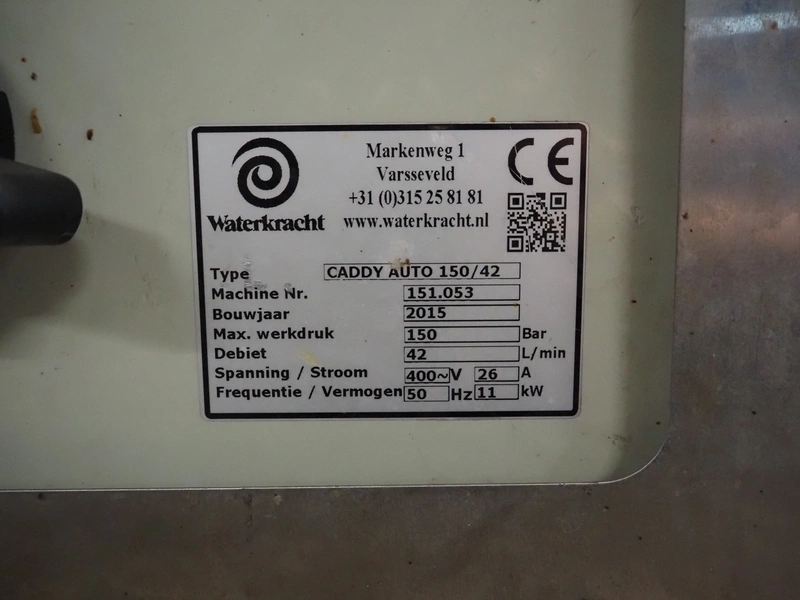 Markenweg 1
Varsseveld
+31 (0)315 25 81 81
www.waterkracht.nl
Waterkracht
CE
Type CADDY AUTO 150/42
Machine Nr. 151.053
Bouwjaar 2015
Max. werkdruk 150 Bar
Debiet 42 L/min
Spanning / Stroom 400~ V 26 A
Frequentie / Vermogen 50 Hz 11 kW